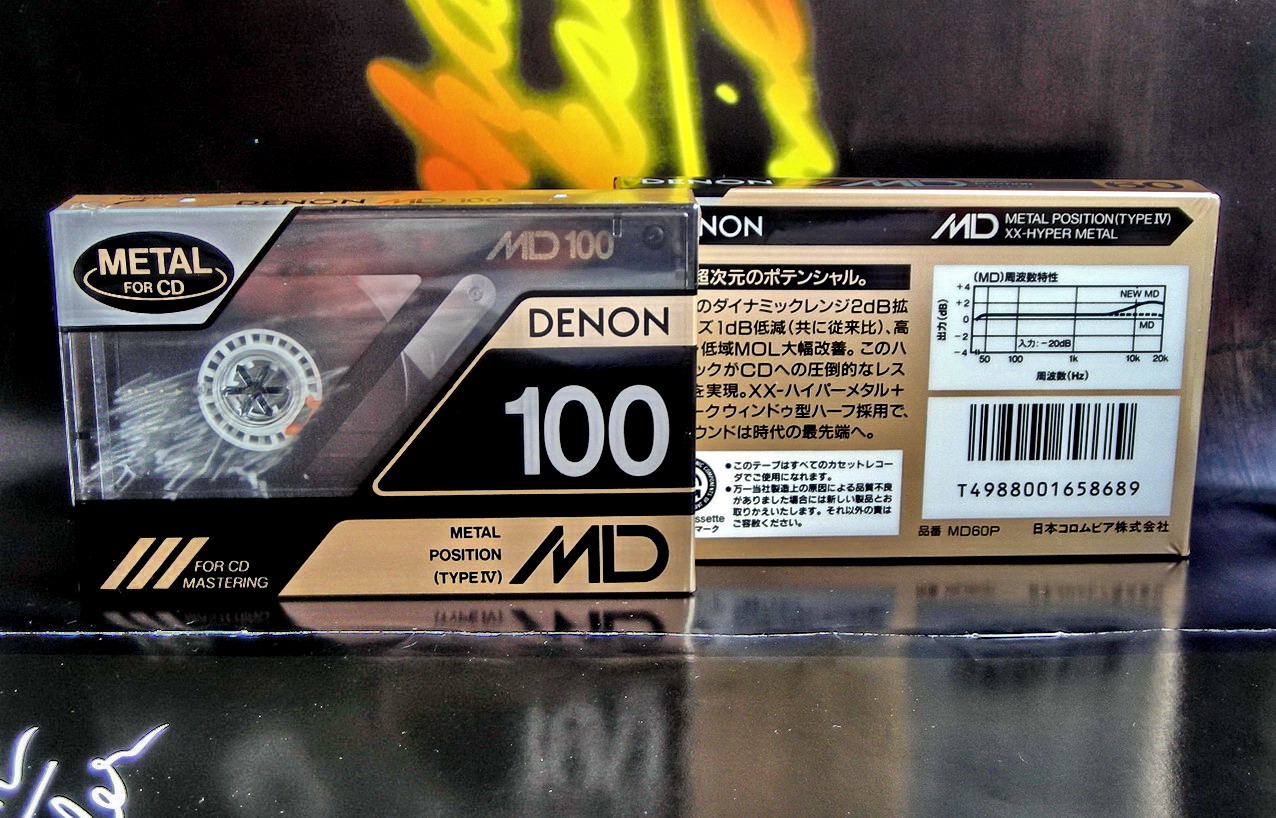 DENON MD 100
METAL
FOR CD
MD 100
DENON
100
FOR CD
MASTERING
METAL
POSITION
(TYPE IV)
MD
DENON MD 60
NON
MD METAL POSITION (TYPE IV)
XX-HYPER METAL
超次元のポテンシャル。
のダイナミックレンジ2dB拡
ズ1dB低減(共に従来比)、高
低域MOL大幅改善。このハ
ックがCDへの圧倒的なレス
を実現。XX-ハイパーメタル+
ークウィンドゥ型ハーフ採用で、
ウンドは時代の最先端へ。
ssette
マーク
●このテープはすべてのカセットレコー
ダでご使用になれます。
●万一当社製造上の原因による品質不良
がありました場合には新しい製品とお
取りかえいたします。それ以外の責は
ご容赦ください。
(MD)周波数特性
出力(dB)
+4
+2
0
−2
−4
NEW MD
MD
入力:−20dB
50 100 1k 10k 20k
周波数(Hz)
T4988001658689
品番 MD60P 日本コロムビア株式会社